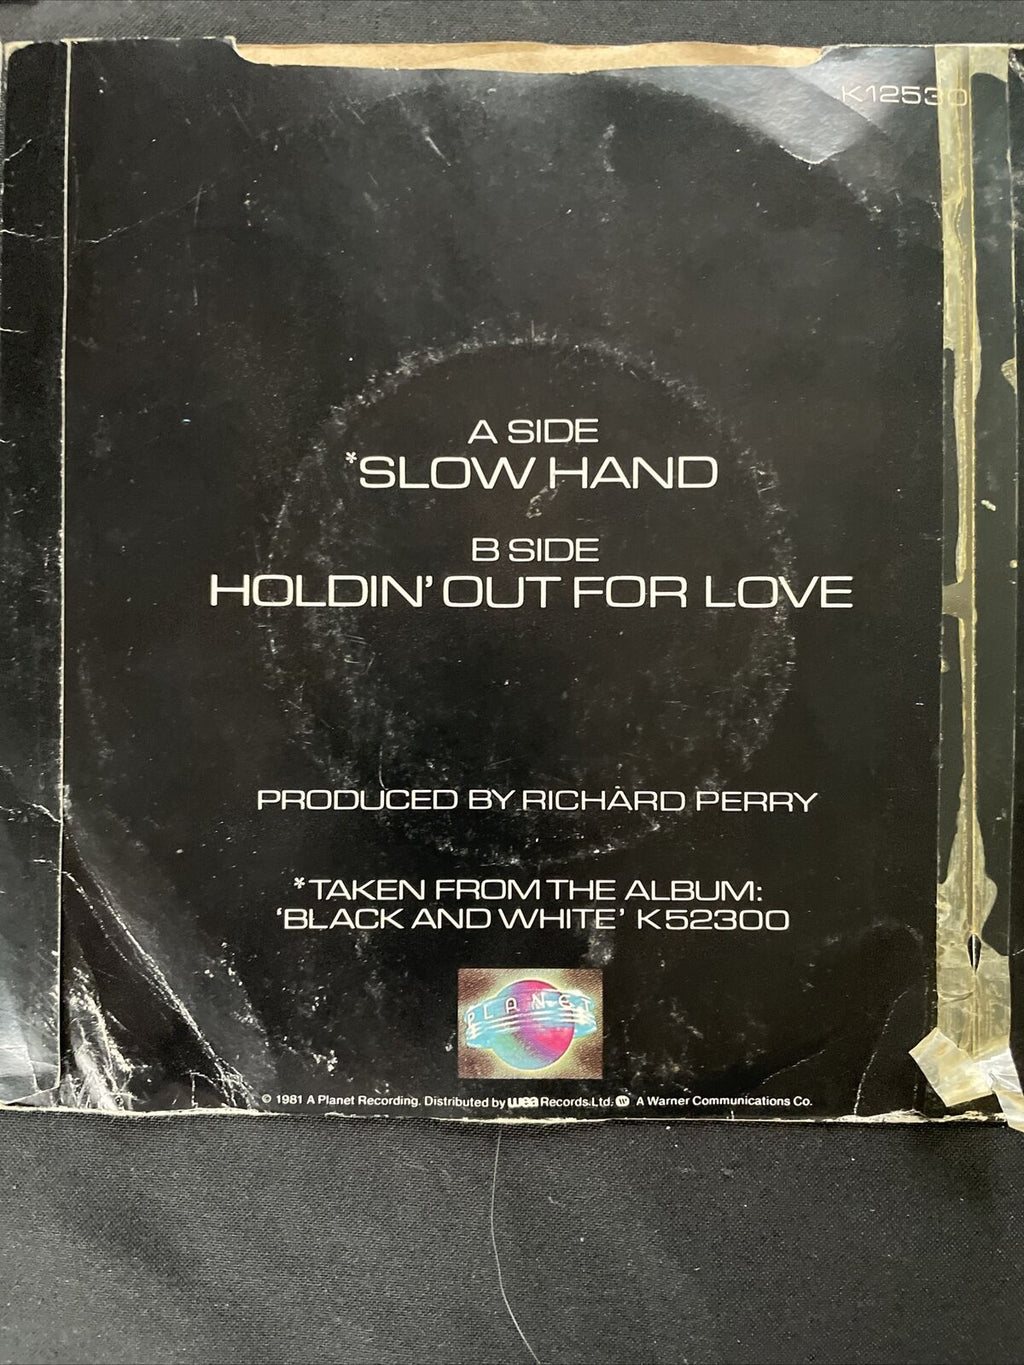 K12530
A SIDE
*SLOW HAND
B SIDE
HOLDIN' OUT FOR LOVE
PRODUCED BY RICHARD PERRY
*TAKEN FROM THE ALBUM:
'BLACK AND WHITE' K52300
PLANET
© 1981 A Planet Recording. Distributed by wea Records.Ltd. W A Warner Communications Co.